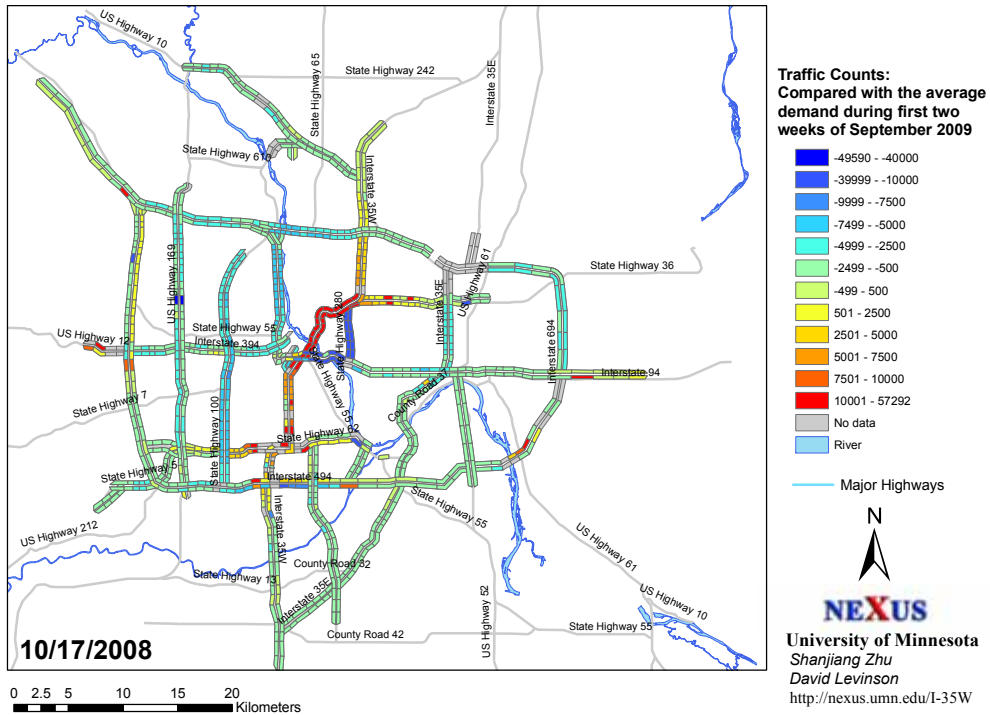 US Highway 10
State Highway 65
State Highway 242
Interstate 35E
State Highway 610
Interstate 35W
US Highway 169
US Highway 61
State Highway 36
Interstate 35E
State Highway 280
Interstate 694
US Highway 12
State Highway 55
Interstate 394
State Highway 55
Interstate 94
County Road 37
State Highway 7
State Highway 100
State Highway 62
State Highway 5
Interstate 494
State Highway 55
US Highway 212
Interstate 35W
State Highway 13
County Road 32
Interstate 35E
US Highway 61
US Highway 52
US Highway 10
State Highway 55
County Road 42
10/17/2008
0 2.5 5 10 15 20
Kilometers
Traffic Counts:
Compared with the average
demand during first two
weeks of September 2009
-49590 - -40000
-39999 - -10000
-9999 - -7500
-7499 - -5000
-4999 - -2500
-2499 - -500
-499 - 500
501 - 2500
2501 - 5000
5001 - 7500
7501 - 10000
10001 - 57292
No data
River
Major Highways
N
NEXUS
University of Minnesota
Shanjiang Zhu
David Levinson
http://nexus.umn.edu/I-35W